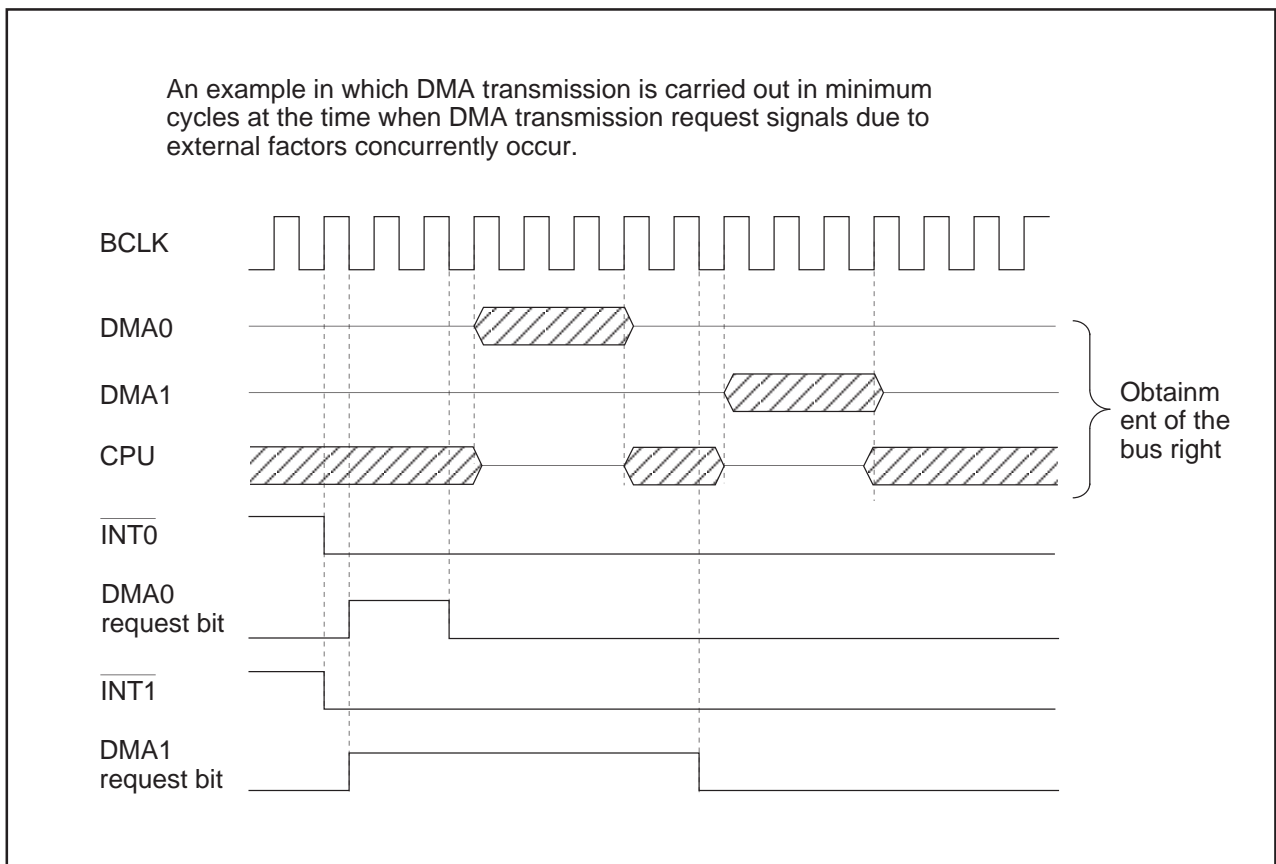 An example in which DMA transmission is carried out in minimum
cycles at the time when DMA transmission request signals due to
external factors concurrently occur.
BCLK
DMA0
DMA1
CPU
Obtainm
ent of the
bus right
INT0
DMA0
request bit
INT1
DMA1
request bit